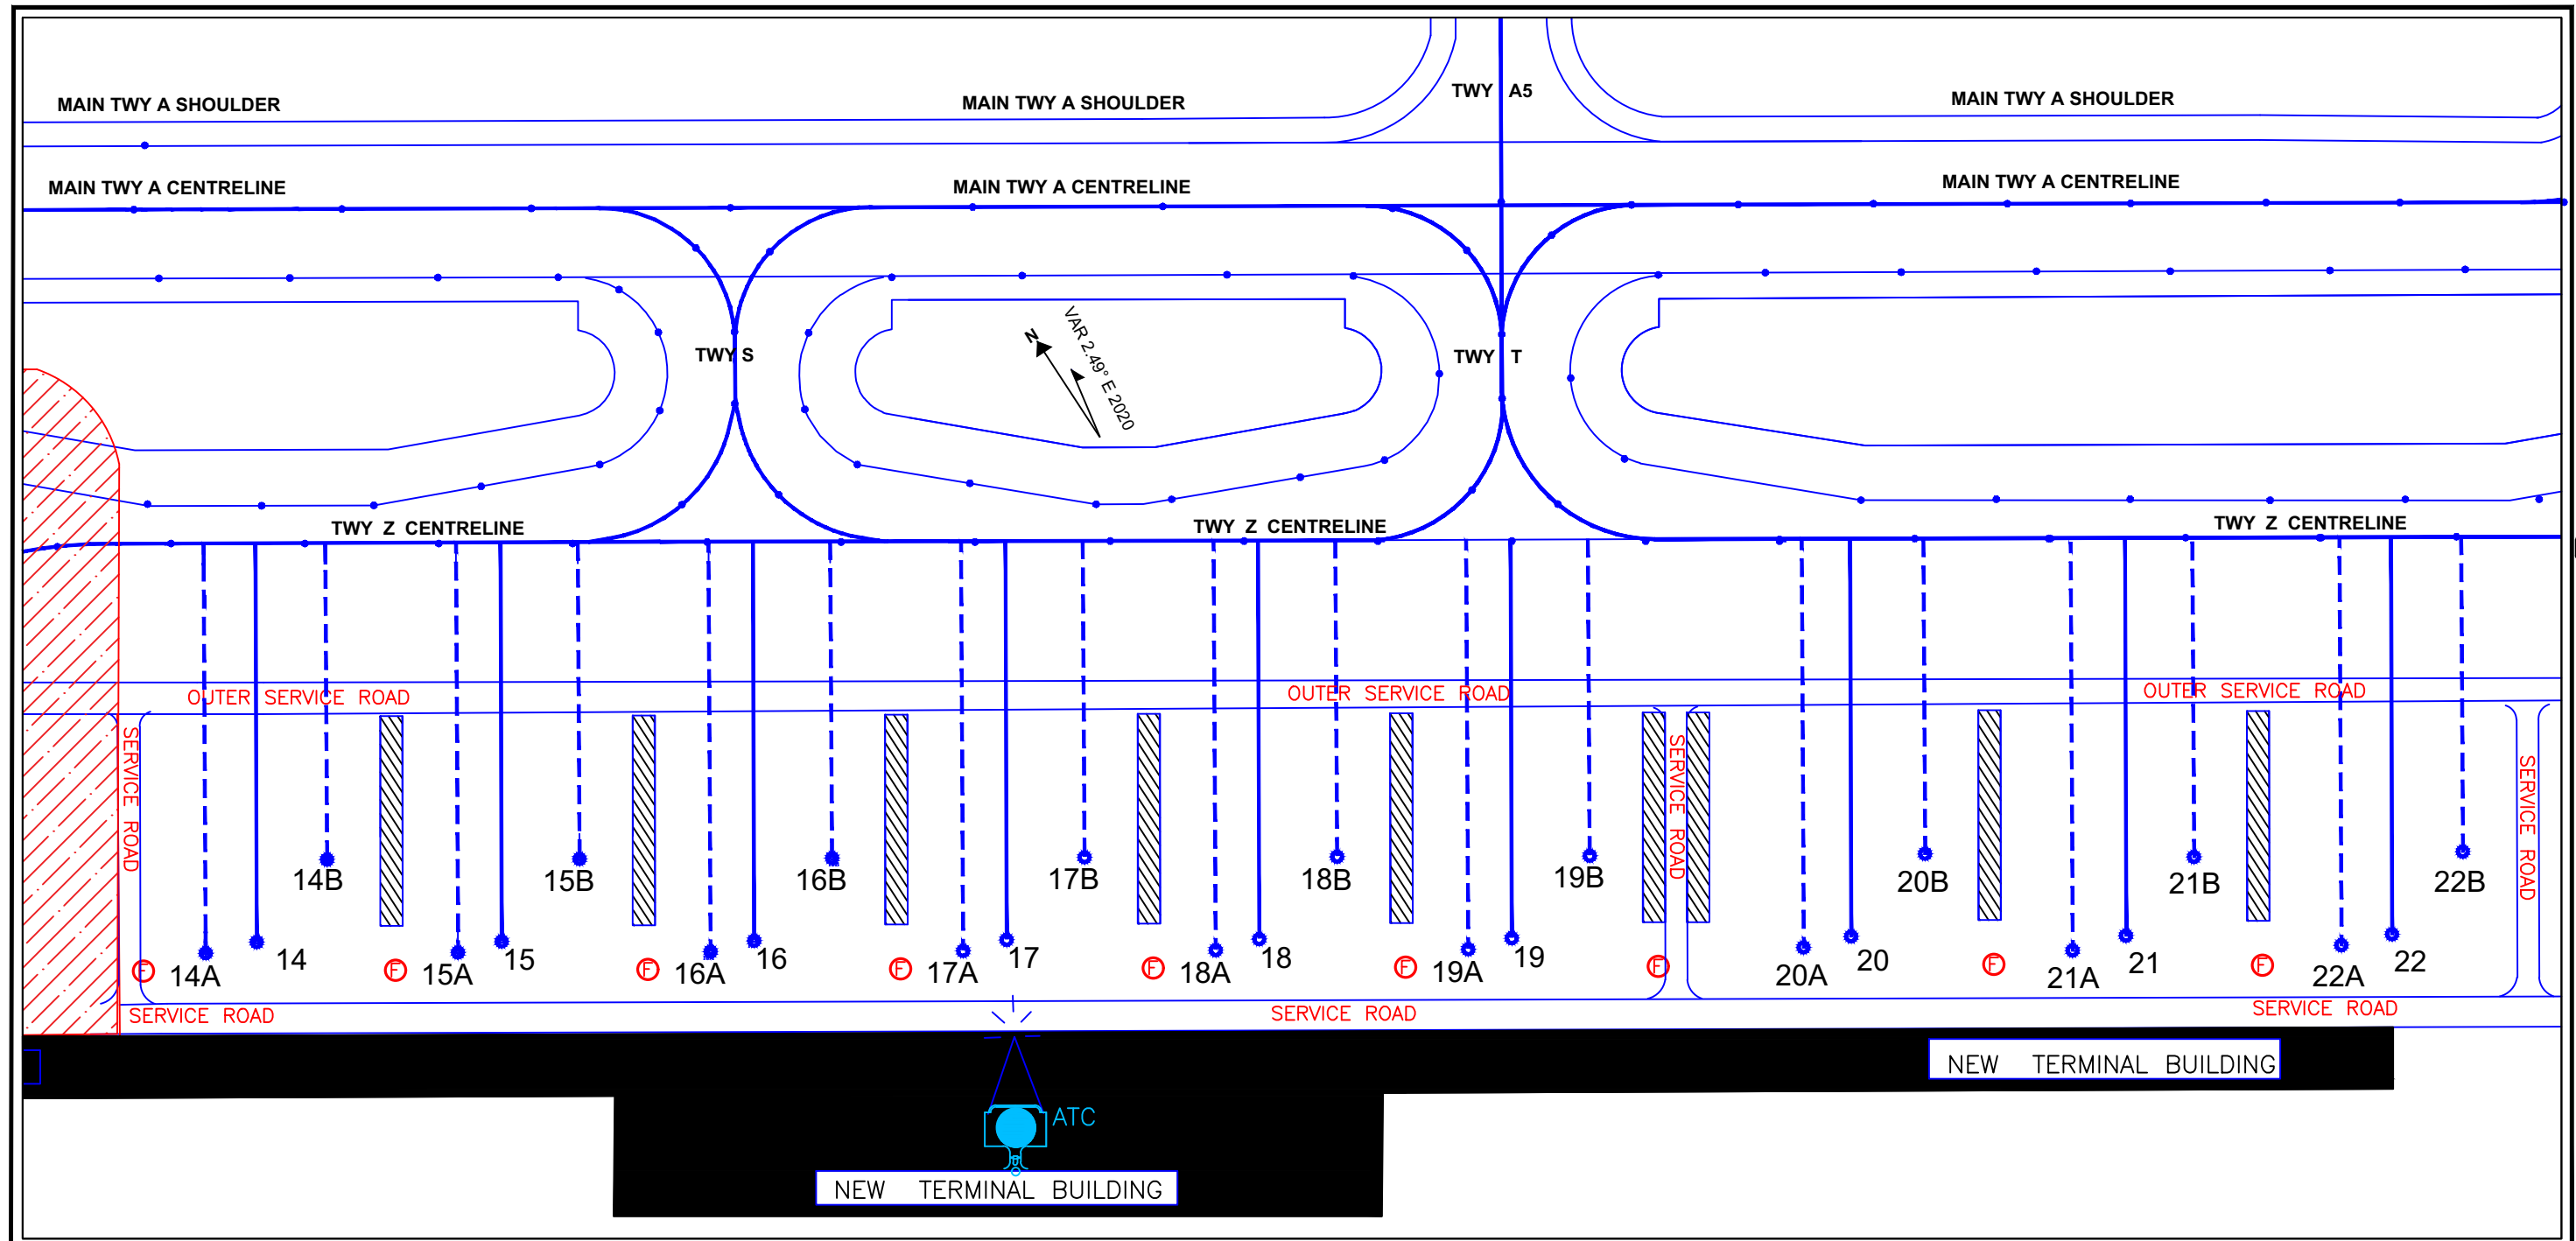 TWY A5
MAIN TWY A SHOULDER
MAIN TWY A SHOULDER
MAIN TWY A SHOULDER
MAIN TWY A CENTRELINE
MAIN TWY A CENTRELINE
MAIN TWY A CENTRELINE
TWY S
N
VAR 2.49° E 2020
TWY T
TWY Z CENTRELINE
TWY Z CENTRELINE
TWY Z CENTRELINE
OUTER SERVICE ROAD
OUTER SERVICE ROAD
OUTER SERVICE ROAD
SERVICE ROAD
SERVICE ROAD
SERVICE ROAD
14B
15B
16B
17B
18B
19B
20B
21B
22B
F
14A
14
F
15A
15
F
16A
16
F
17A
17
F
18A
18
F
19A
19
F
20A
20
F
21A
21
F
22A
22
SERVICE ROAD
SERVICE ROAD
SERVICE ROAD
NEW TERMINAL BUILDING
ATC
NEW TERMINAL BUILDING